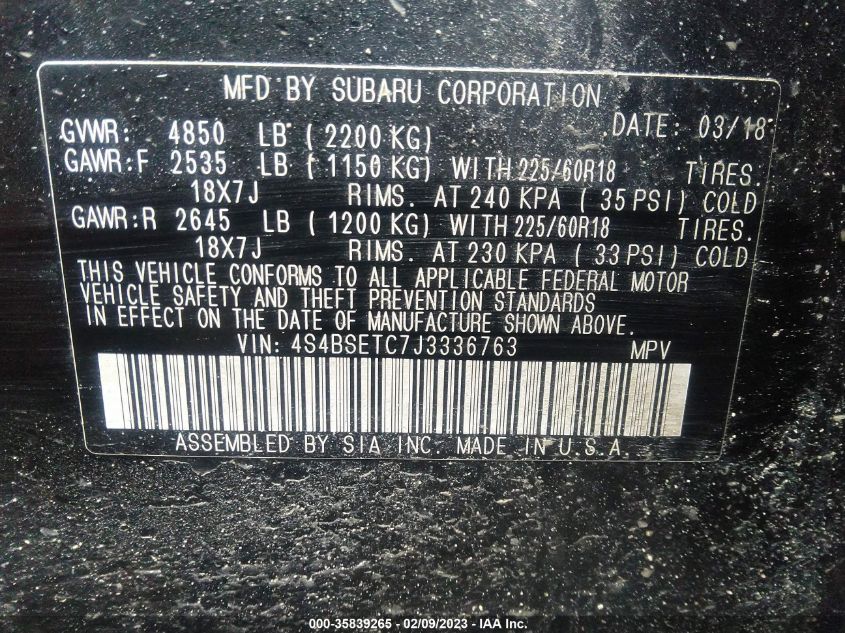 MFD BY SUBARU CORPORATION
GVWR: 4850 LB ( 2200 KG) DATE: 03/18
GAWR:F 2535 LB ( 1150 KG) WITH 225/60R18 TIRES.
18X7J RIMS. AT 240 KPA ( 35 PSI) COLD
GAWR:R 2645 LB ( 1200 KG) WITH 225/60R18 TIRES.
18X7J RIMS. AT 230 KPA ( 33 PSI) COLD
THIS VEHICLE CONFORMS TO ALL APPLICABLE FEDERAL MOTOR
VEHICLE SAFETY AND THEFT PREVENTION STANDARDS
IN EFFECT ON THE DATE OF MANUFACTURE SHOWN ABOVE.
VIN: 4S4BSETC7J3336763 MPV
ASSEMBLED BY SIA INC. MADE IN U.S.A.
000-35839265 - 02/09/2023 - IAA Inc.